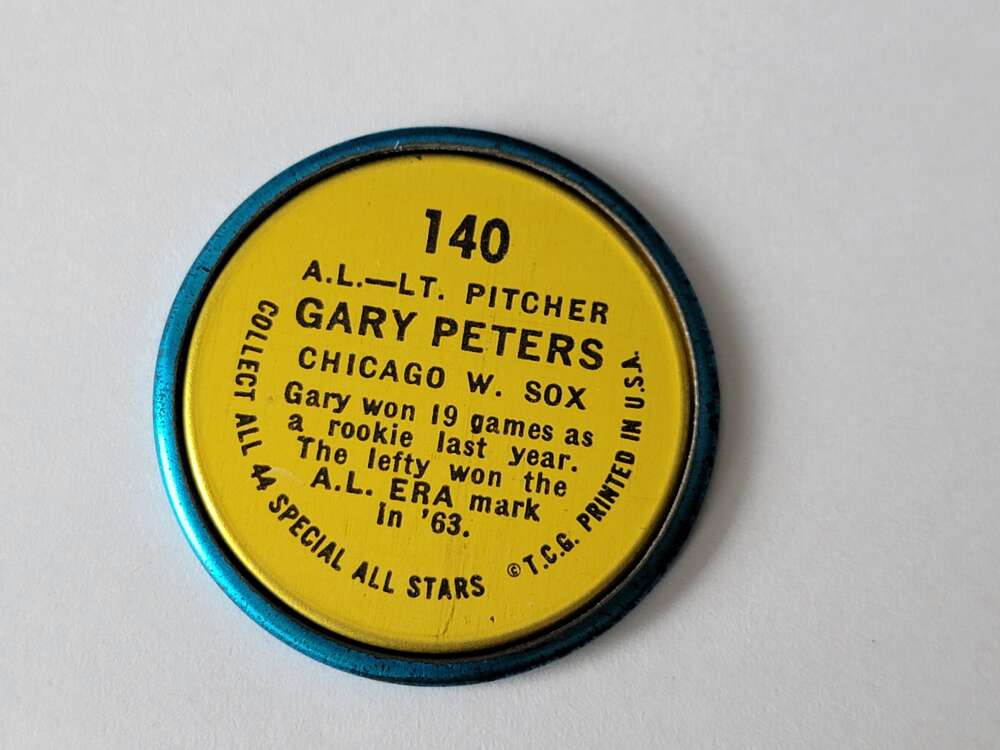 140
A.L.—LT. PITCHER
GARY PETERS
CHICAGO W. SOX
Gary won 19 games as
a rookie last year.
The lefty won the
A.L. ERA mark
in '63.
COLLECT ALL 44 SPECIAL ALL STARS
© T.C.G. PRINTED IN U.S.A.